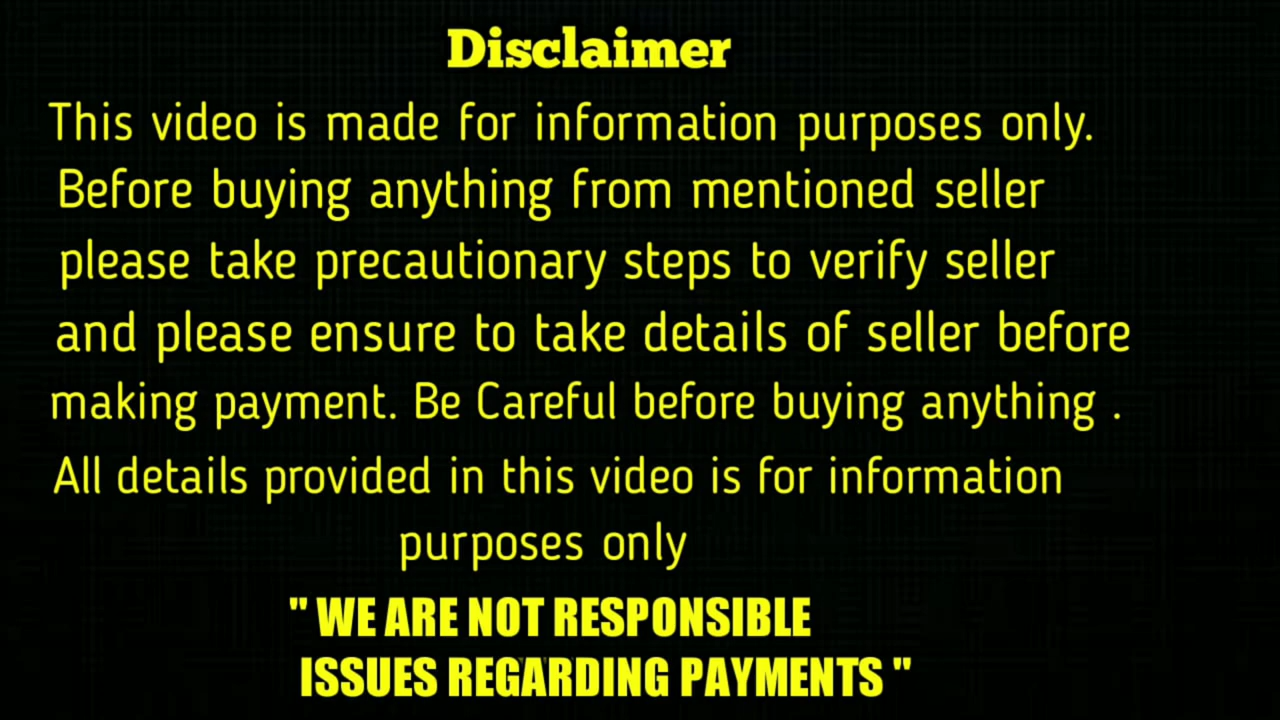 Disclaimer
This video is made for information purposes only.
Before buying anything from mentioned seller
please take precautionary steps to verify seller
and please ensure to take details of seller before
making payment. Be Careful before buying anything .
All details provided in this video is for information
purposes only
" WE ARE NOT RESPONSIBLE
ISSUES REGARDING PAYMENTS "